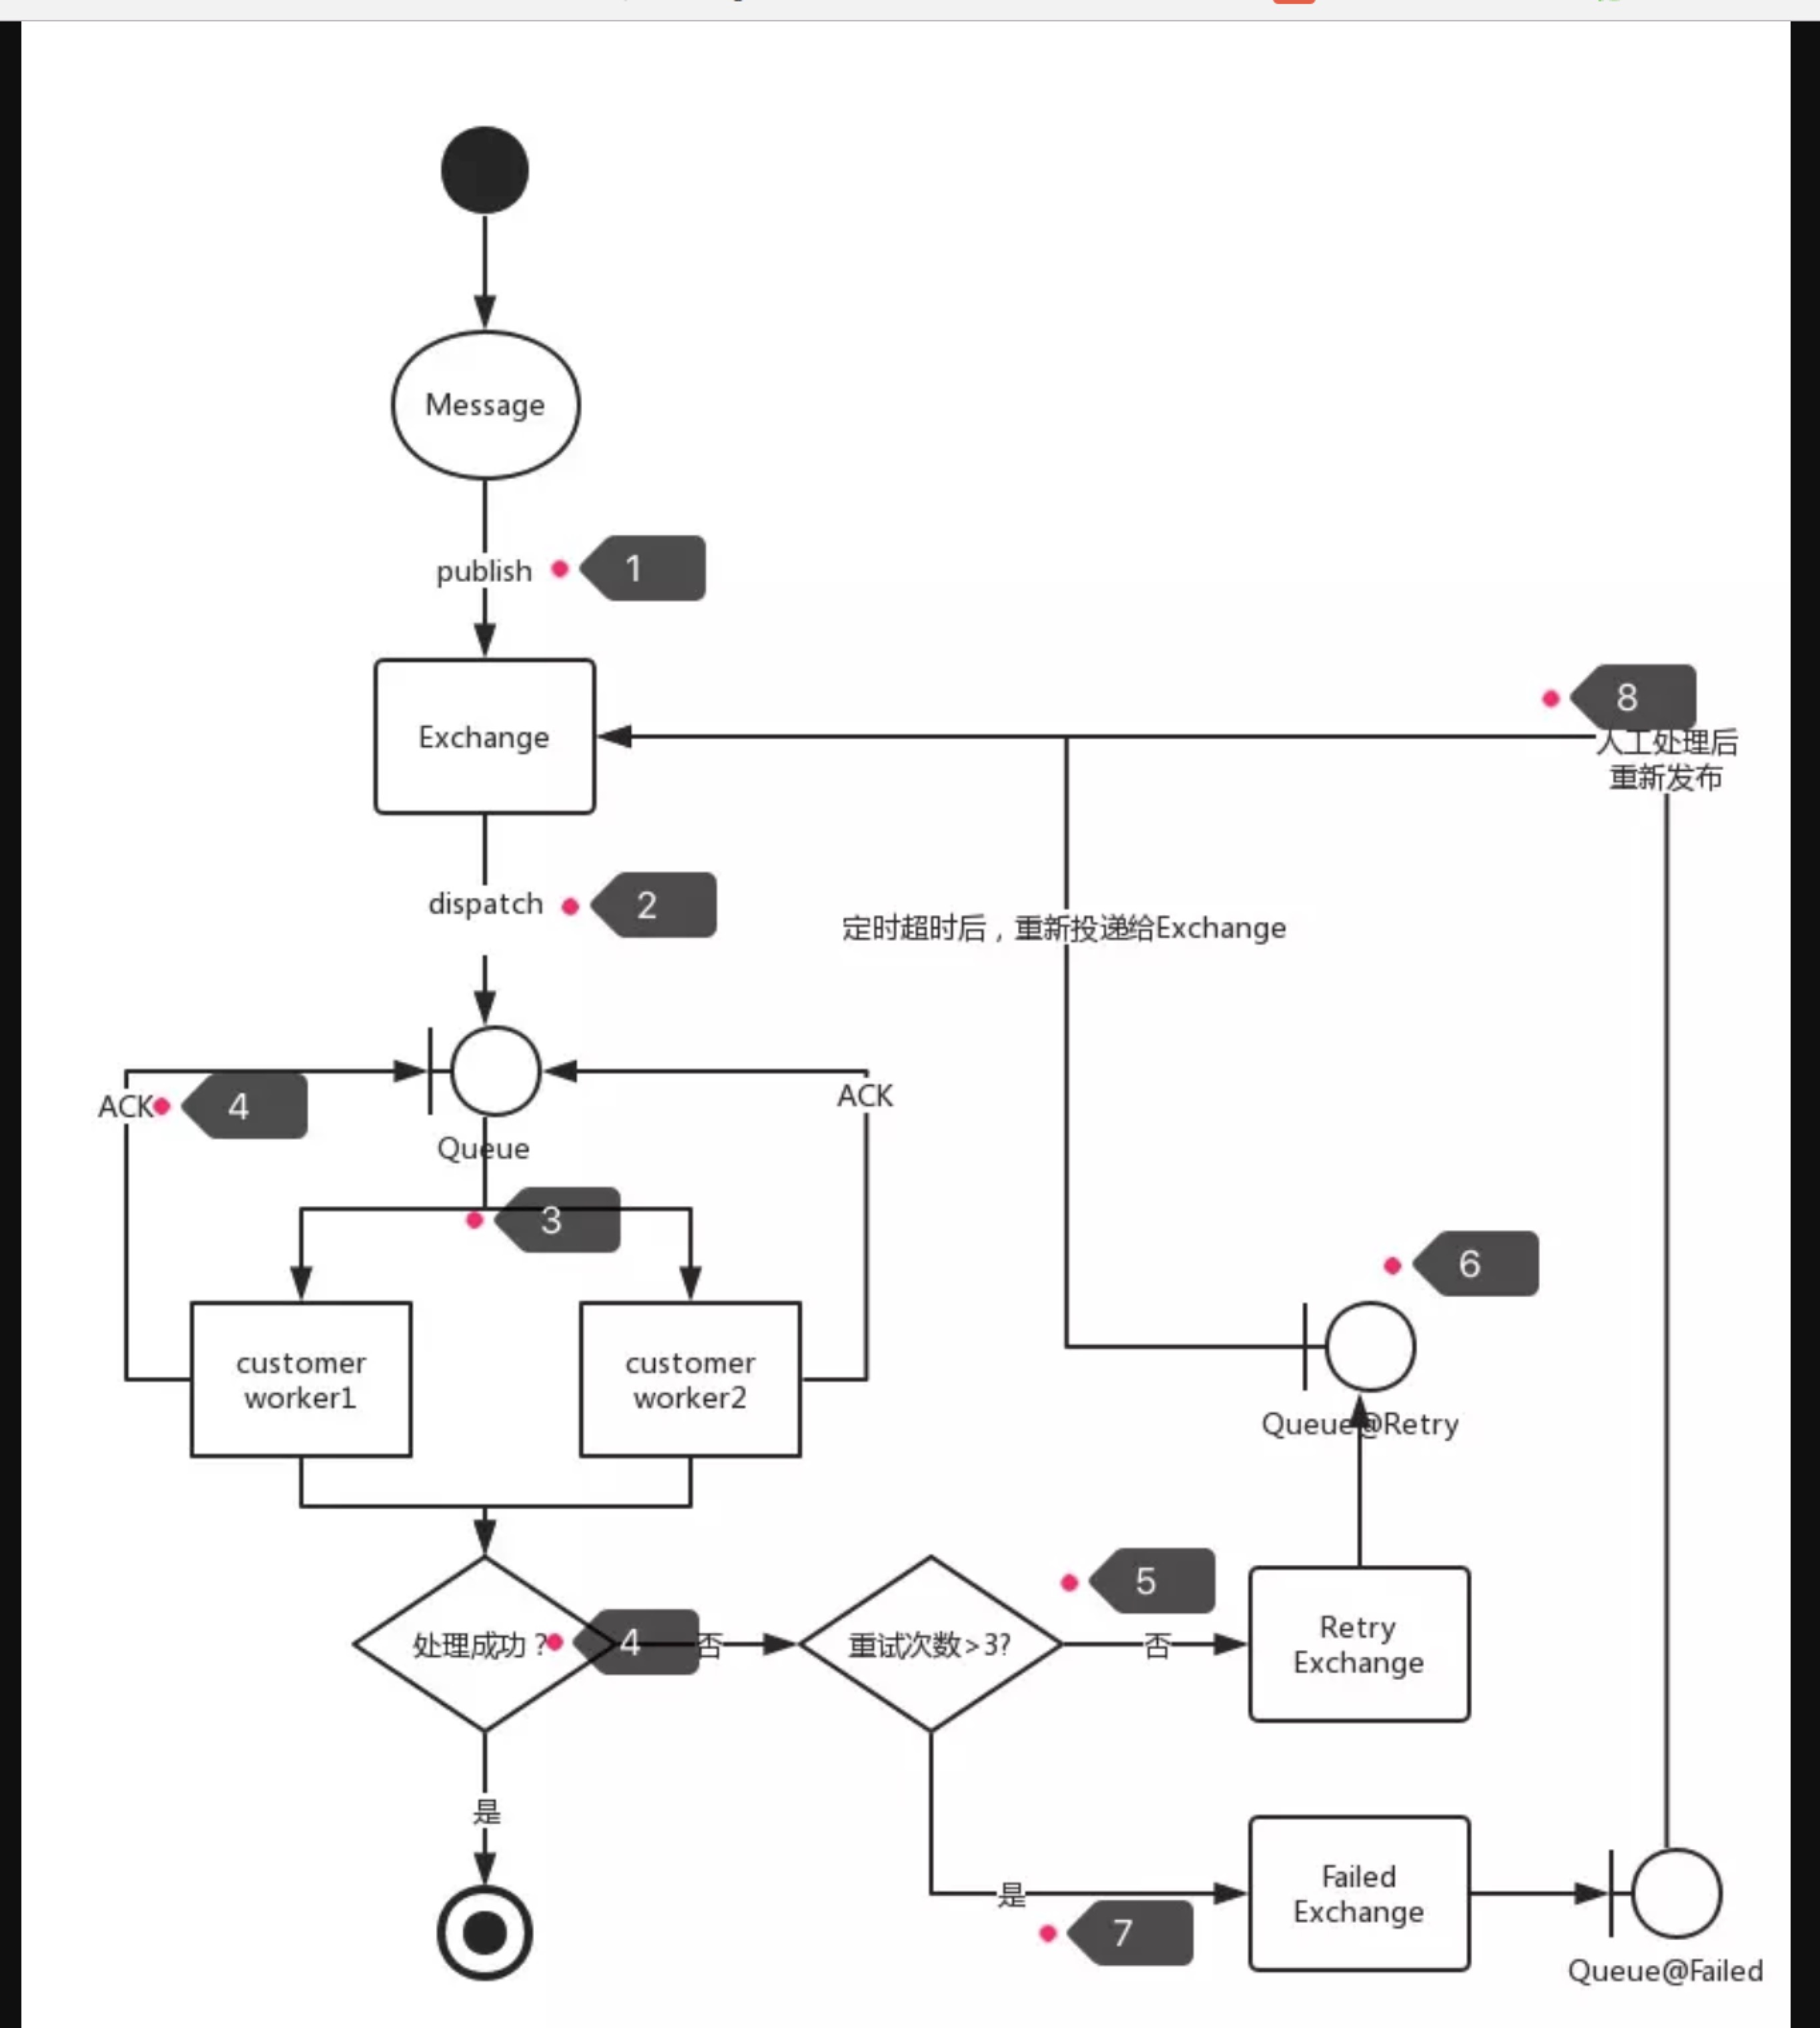 Message
publish
1
Exchange
8
人工处理后
重新发布
dispatch
2
定时超时后，重新投递给Exchange
ACK
4
ACK
Queue
3
6
customer
worker1
customer
worker2
Queue@Retry
处理成功？
4
否
重试次数>3?
5
否
Retry
Exchange
是
是
7
Failed
Exchange
Queue@Failed